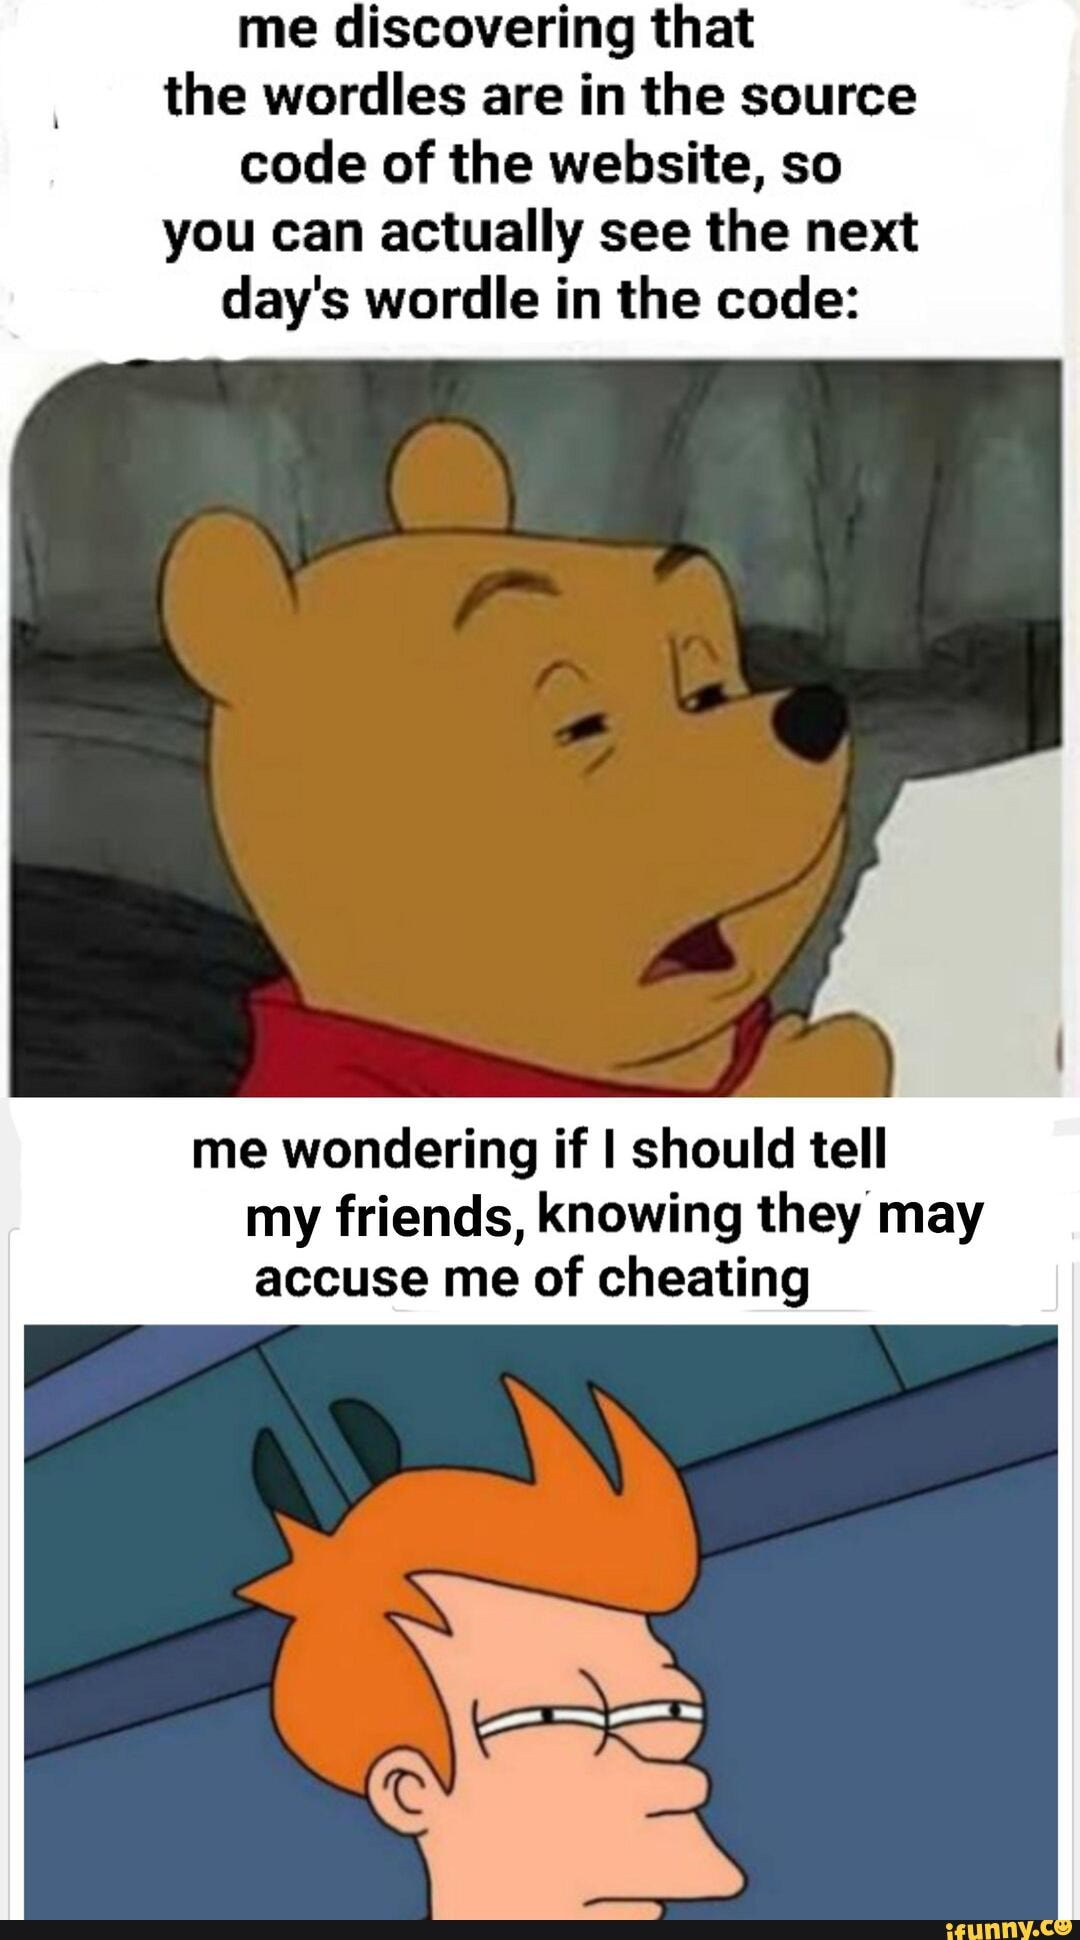 me discovering that
the wordles are in the source
code of the website, so
you can actually see the next
day's wordle in the code:
me wondering if I should tell
my friends, knowing they may
accuse me of cheating
ifunny.co